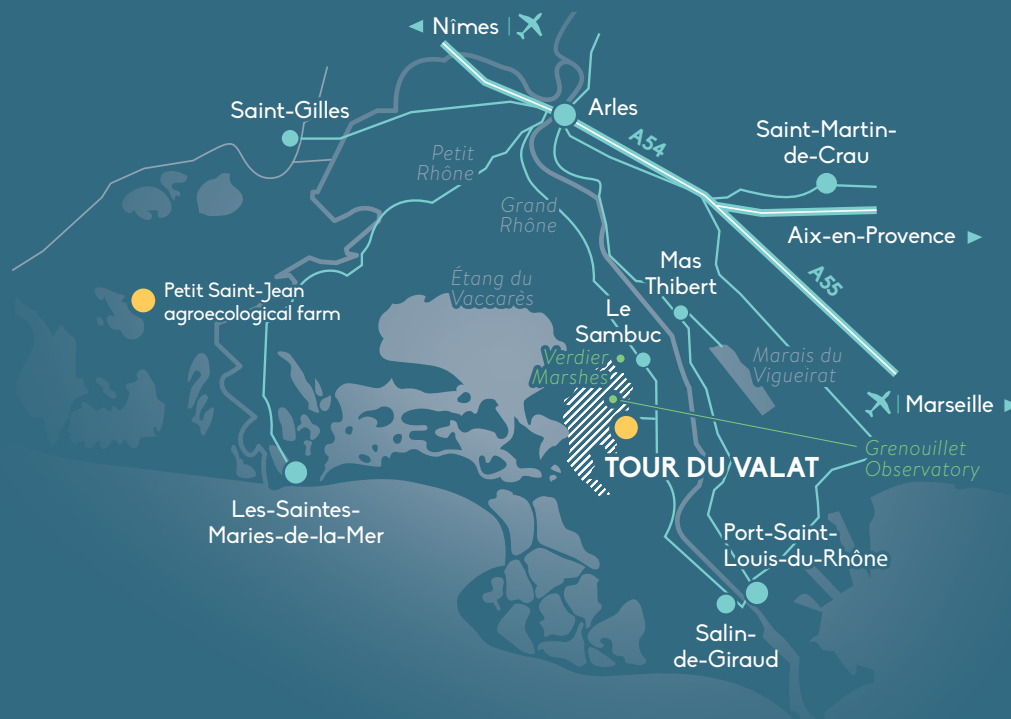 Nîmes
Saint-Gilles
Arles
A54
Saint-Martin-
de-Crau
Petit
Rhône
Grand
Rhône
Aix-en-Provence
A55
Mas
Thibert
Étang du
Vaccarès
Petit Saint-Jean
agroecological farm
Le
Sambuc
Verdier
Marshes
Marais du
Vigueirat
Marseille
Grenouillet
Observatory
TOUR DU VALAT
Les-Saintes-
Maries-de-la-Mer
Port-Saint-
Louis-du-Rhône
Salin-
de-Giraud